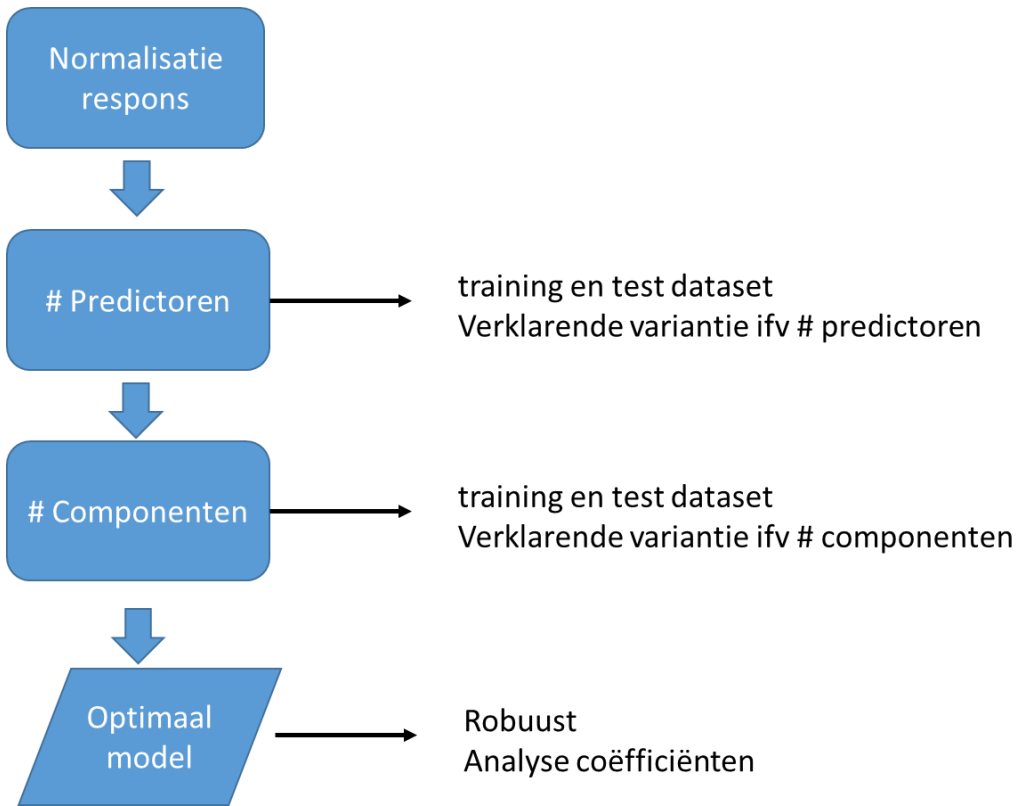 Normalisatie
respons
# Predictoren
training en test dataset
Verklarende variantie ifv # predictoren
# Componenten
training en test dataset
Verklarende variantie ifv # componenten
Optimaal
model
Robuust
Analyse coëfficiënten